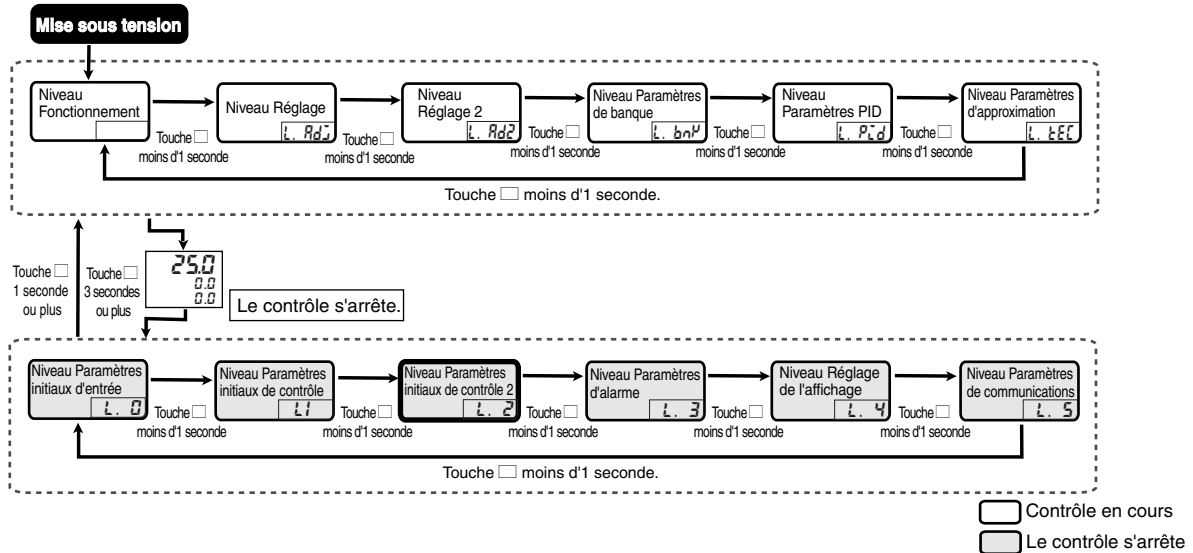 Mise sous tension
Niveau
Fonctionnement
Niveau Réglage
L. Adj
Niveau
Réglage 2
L. Ad2
Niveau Paramètres
de banque
L. bnk
Niveau
Paramètres PID
L. Pid
Niveau Paramètres
d'approximation
L. tEC
Touche
moins d'1 seconde
Touche
moins d'1 seconde
Touche
moins d'1 seconde
Touche
moins d'1 seconde
Touche
moins d'1 seconde
Touche □ moins d'1 seconde.
Touche
1 seconde
ou plus
Touche
3 secondes
ou plus
25.0
0.0
0.0
Le contrôle s'arrête.
Niveau Paramètres
initiaux d'entrée
L. 0
Niveau Paramètres
initiaux de contrôle
L1
Niveau Paramètres
initiaux de contrôle 2
L. 2
Niveau Paramètres
d'alarme
L. 3
Niveau Réglage
de l'affichage
L. 4
Niveau Paramètres
de communications
L. 5
Touche
moins d'1 seconde
Touche
moins d'1 seconde
Touche
moins d'1 seconde
Touche
moins d'1 seconde
Touche
moins d'1 seconde
Touche □ moins d'1 seconde.
Contrôle en cours
Le contrôle s'arrête